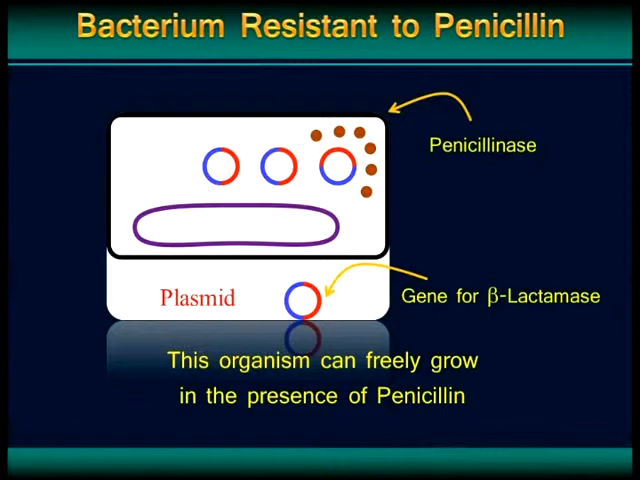 Bacterium Resistant to Penicillin
Penicillinase
Plasmid
Gene for β-Lactamase
This organism can freely grow
in the presence of Penicillin